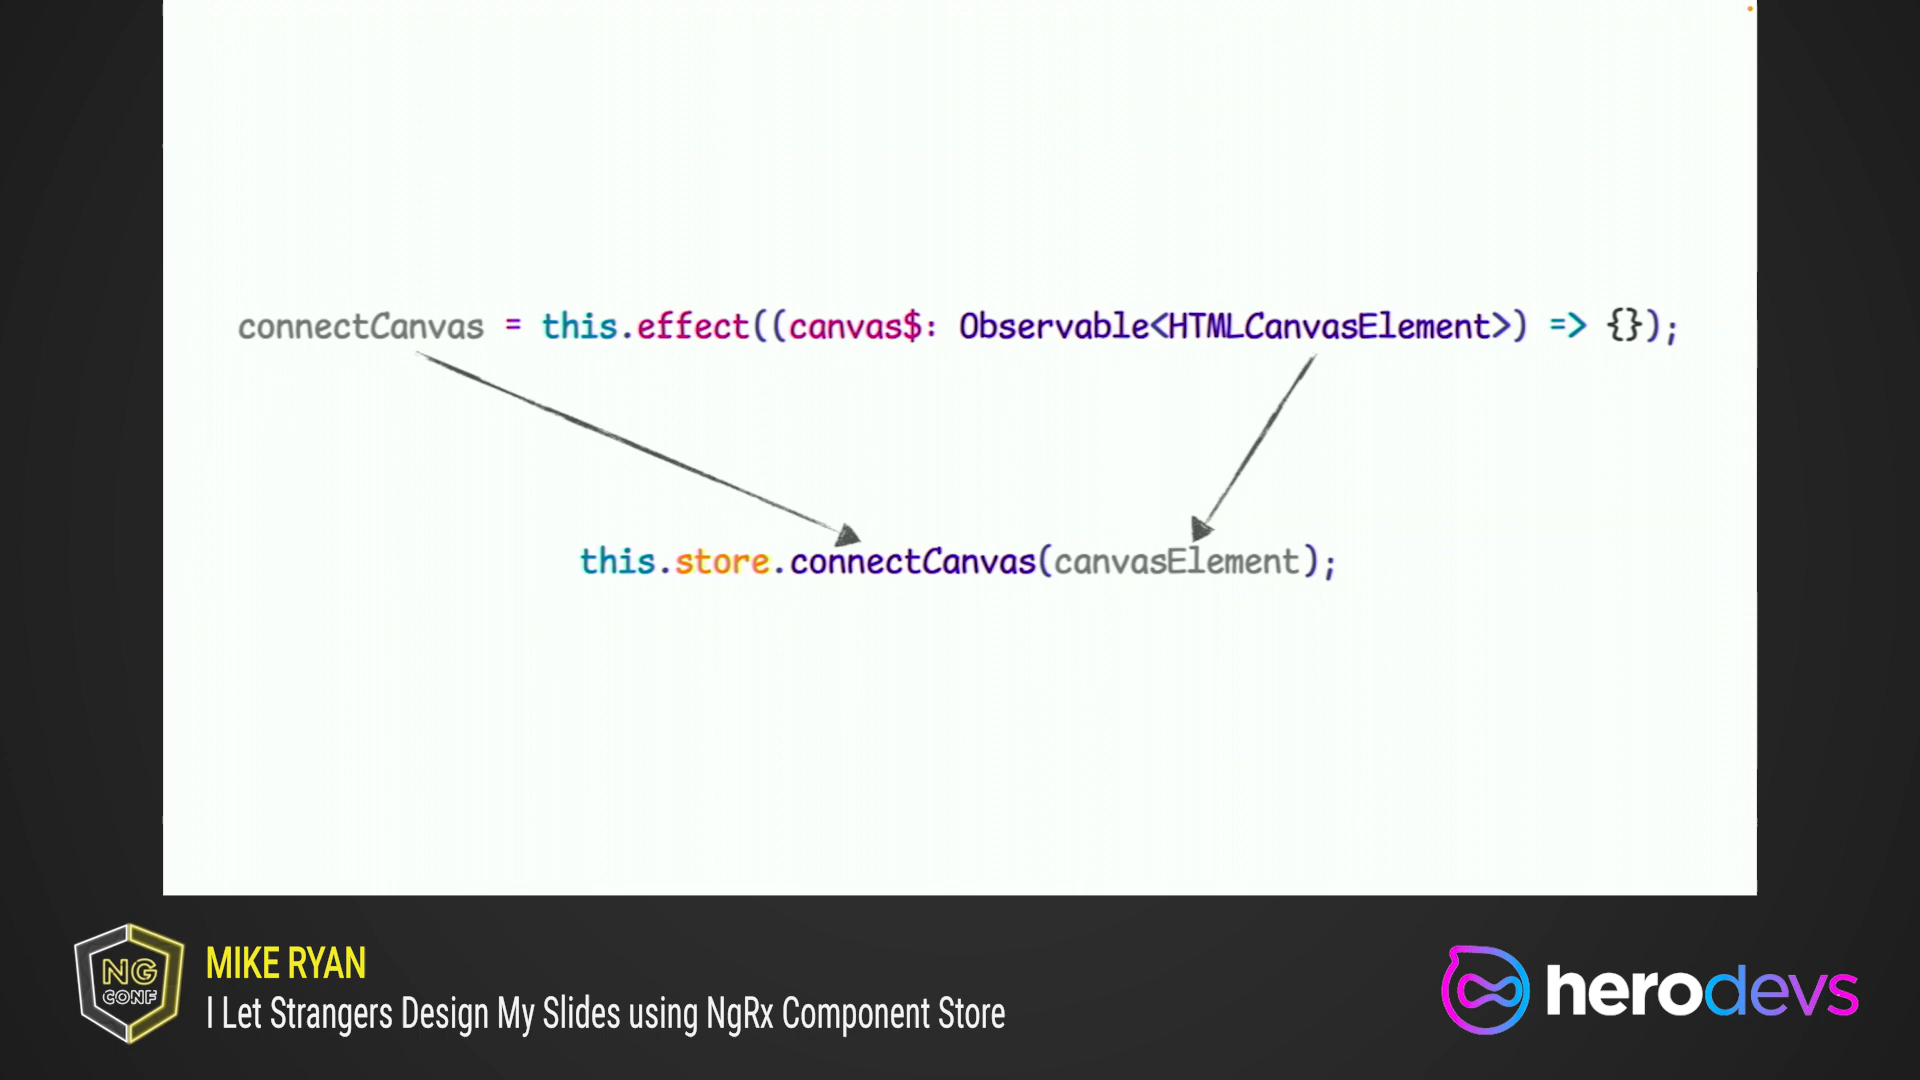 connectCanvas = this.effect((canvas$: Observable<HTMLCanvasElement>) => {});
this.store.connectCanvas(canvasElement);
NG
CONF
MIKE RYAN
I Let Strangers Design My Slides using NgRx Component Store
herodevs